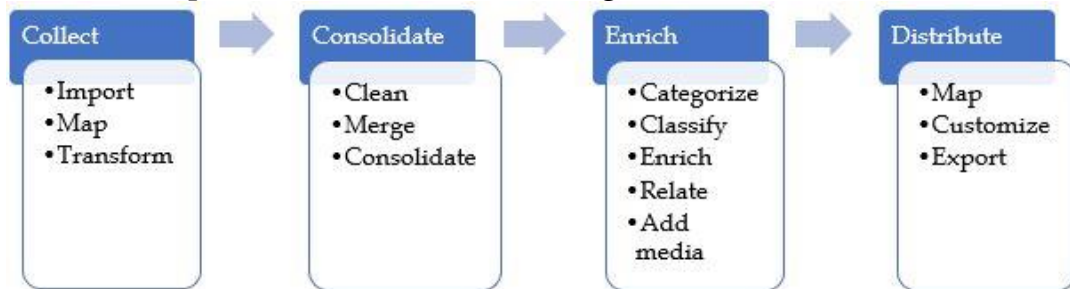 Collect
•Import
•Map
•Transform
Consolidate
•Clean
•Merge
•Consolidate
Enrich
•Categorize
•Classify
•Enrich
•Relate
•Add
media
Distribute
•Map
•Customize
•Export